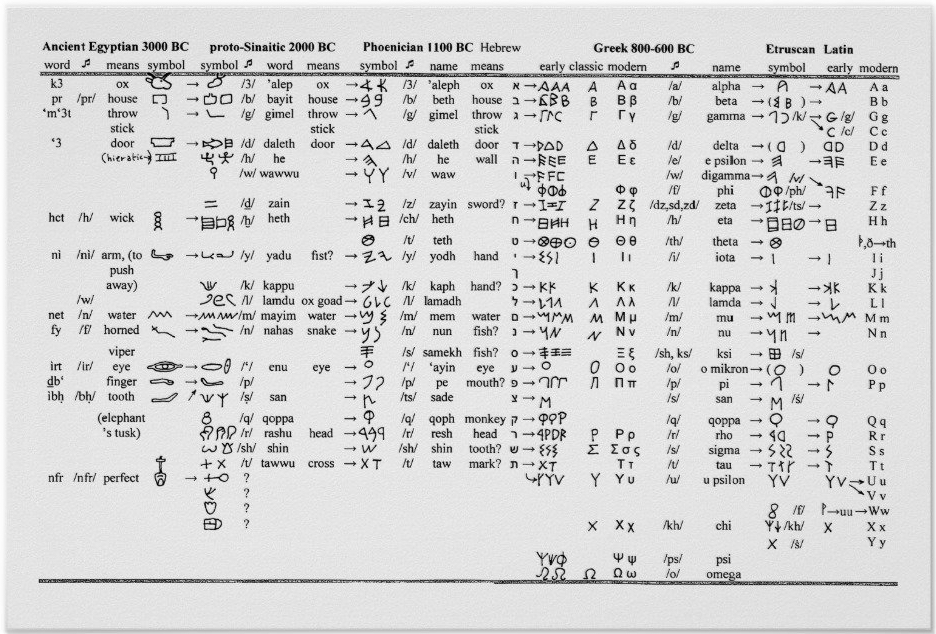 Ancient Egyptian 3000 BC proto-Sinaitic 2000 BC Phoenician 1100 BC Hebrew Greek 800-600 BC Etruscan Latin
word means symbol symbol word means symbol name means early classic modern name symbol early modern
k3 ox → /3/ 'alep ox → /3/ 'aleph ox א → Α Α α /a/ alpha → A a
pr /pr/ house → /b/ bayit house → /b/ beth house ב → Β Β β /b/ beta → ( ) → B b
'm'3t throw → /g/ gimel throw → /g/ gimel throw ג → Γ Γ γ /g/ gamma → /k/ → G /g/ G g
stick stick stick C /c/ C c
'3 door → /d/ daleth door → /d/ daleth door ד → Δ Δ δ /d/ delta → ( ) D d
(hieratic→) /h/ he → /h/ he wall ה → Ε Ε ε /e/ e psilon → E e
/w/ wawwu → /v/ waw ו → /w/ digamma → /v/
Φ φ /f/ phi /ph/ F f
= /ḏ/ zain → /z/ zayin sword? ז → Ζ Ζ ζ /dz,sd,zd/ zeta → /ts/ → Z z
hct /h/ wick → /ḥ/ heth → /ch/ heth ח → Η Η η /h/ eta → → H h
/t/ teth ט → Θ Θ θ /th/ theta → þ,ð→th
ni /ni/ arm, (to → /y/ yadu fist? → /y/ yodh hand י → Ι Ι ι /i/ iota → → I i
push J j
away) /k/ kappu → /k/ kaph hand? כ → Κ Κ κ /k/ kappa → → K k
/w/ /l/ lamdu ox goad → /l/ lamadh ל → Λ Λ λ /l/ lamda → → L l
net /n/ water → /m/ mayim water → /m/ mem water מ → Μ Μ μ /m/ mu → → M m
fy /f/ horned → /n/ nahas snake → /n/ nun fish? נ → Ν Ν ν /n/ nu → → N n
viper /s/ samekh fish? ס → Ξ ξ /sh, ks/ ksi /s/
irt /ir/ eye → /'/ enu eye → /'/ 'ayin eye ע → Ο Ο ο /o/ o mikron → ( ) O O o
ḏb' finger → /p/ → /p/ pe mouth? פ → Π Π π /p/ pi → → P p
ibḥ /bḥ/ tooth /ṣ/ san → /ts/ sade צ → M /s/ san → M /ś/
(elephant /q/ qoppa → /q/ qoph monkey ק → /q/ qoppa → → Q q
's tusk) /r/ rashu head → /r/ resh head ר → Ρ Ρ ρ /r/ rho → → R r
/sh/ shin → W /sh/ shin tooth? ש → Σ Σ σ ς /s/ sigma → → S s
+ × /t/ tawwu cross → X T /t/ taw mark? ת → X T Τ τ /t/ tau → → T t
nfr /nfr/ perfect → ? Υ Υ υ /u/ u psilon Y V Y V → U u
? V v
? 8 /f/ →uu→ W w
? Χ Χ χ /kh/ chi /kh/ X X x
X /š/ Y y
Ψ ψ /ps/ psi
Ω Ω ω /o/ omega